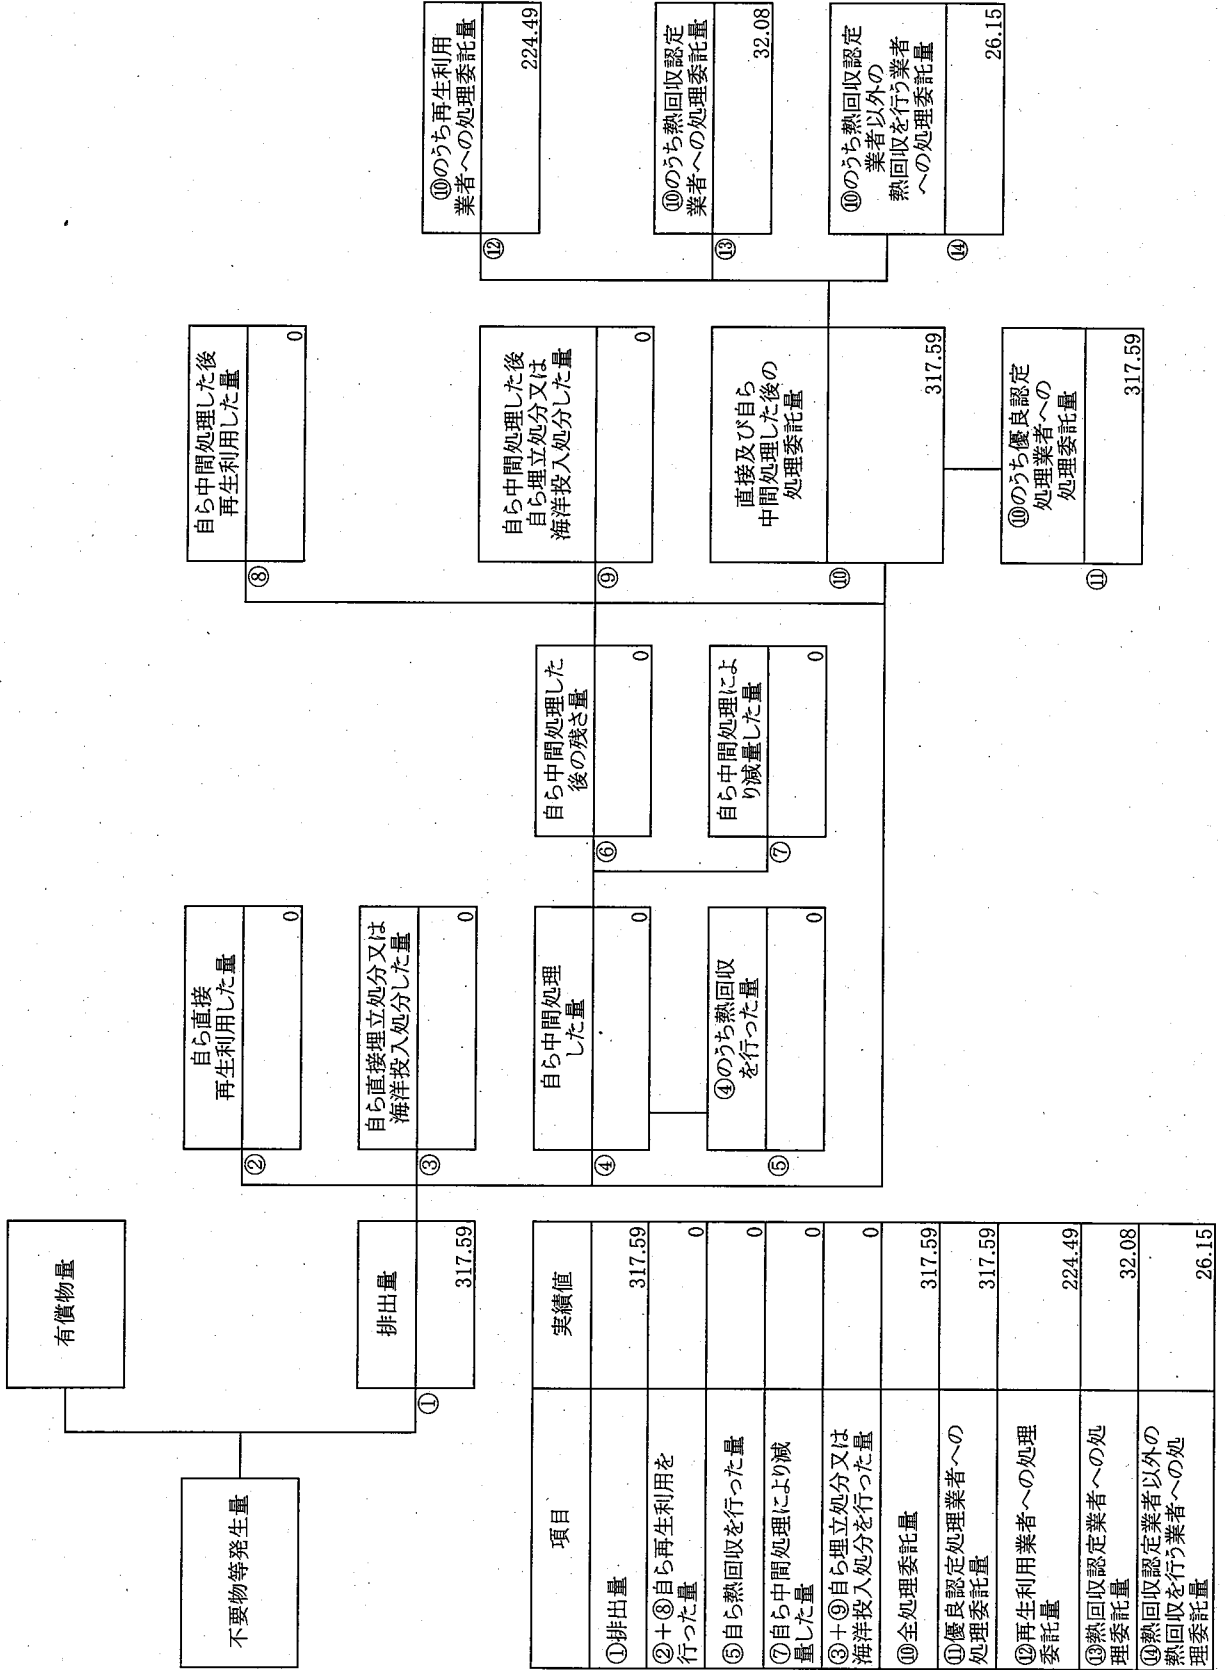 不要物等発生量
有償物量
排出量
①
317.59
自ら直接
再生利用した量
②
0
自ら直接埋立処分又は
海洋投入処分した量
③
0
自ら中間処理
した量
④
0
④のうち熱回収
を行った量
⑤
0
自ら中間処理した
後の残さ量
⑥
0
自ら中間処理によ
り減量した量
⑦
0
自ら中間処理した後
再生利用した量
⑧
0
自ら中間処理した後
自ら埋立処分又は
海洋投入処分した量
⑨
0
直接及び自ら
中間処理した後の
処理委託量
⑩
317.59
⑩のうち優良認定
処理業者への
処理委託量
⑪
317.59
⑩のうち再生利用
業者への処理委託量
⑫
224.49
⑩のうち熱回収認定
業者への処理委託量
⑬
32.08
⑩のうち熱回収認定
業者以外の
熱回収を行う業者
への処理委託量
⑭
26.15
項目 実績値
①排出量 317.59
②+⑧自ら再生利用を
行った量 0
⑤自ら熱回収を行った量 0
⑦自ら中間処理により減
量した量 0
③+⑨自ら埋立処分又は
海洋投入処分を行った量 0
⑩全処理委託量 317.59
⑪優良認定処理業者への
処理委託量 317.59
⑫再生利用業者への処理
委託量 224.49
⑬熱回収認定業者への処
理委託量 32.08
⑭熱回収認定業者以外の
熱回収を行う業者への処
理委託量 26.15